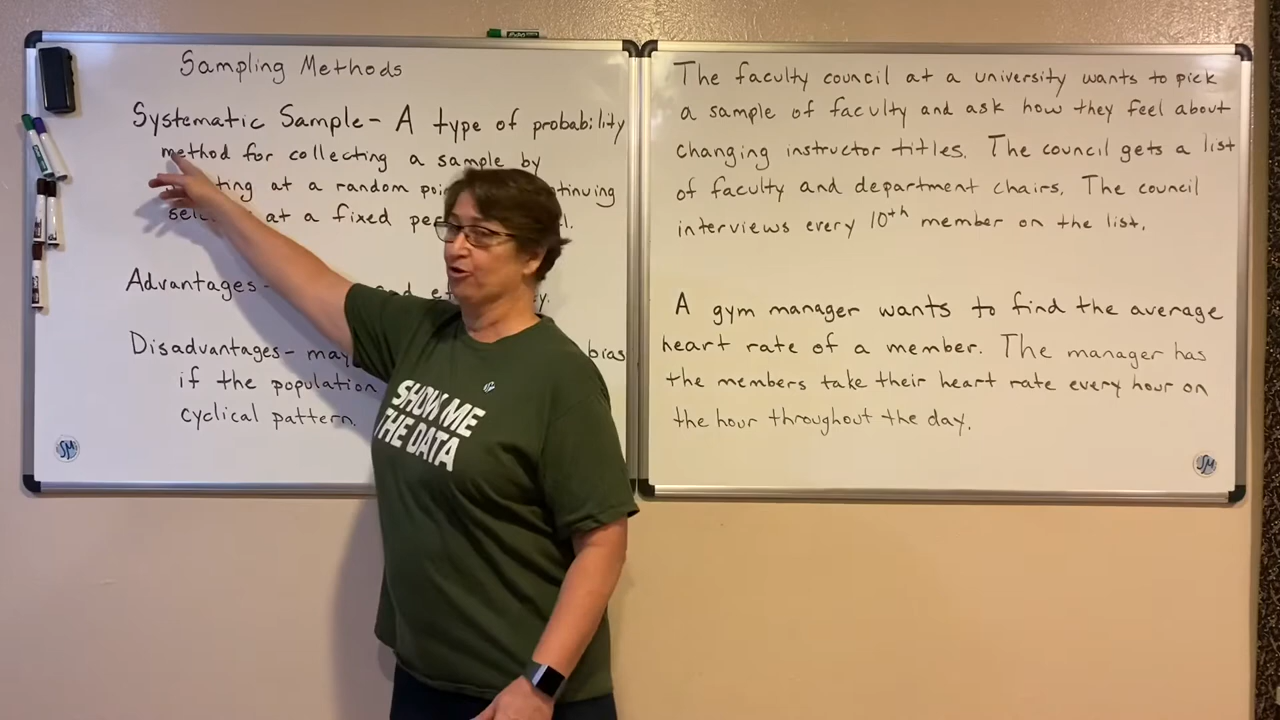 EXPO
Sampling Methods
Systematic Sample - A type of probability
method for collecting a sample by
at a random
at a fixed
Advantages -
Disadvantages - may bias
if the population
cyclical pattern.
SM
The faculty council at a university wants to pick
a sample of faculty and ask how they feel about
changing instructor titles. The council gets a list
of faculty and department chairs. The council
interviews every 10th member on the list.
A gym manager wants to find the average
heart rate of a member. The manager has
the members take their heart rate every hour on
the hour throughout the day.
SM
SHOW ME
THE DATA